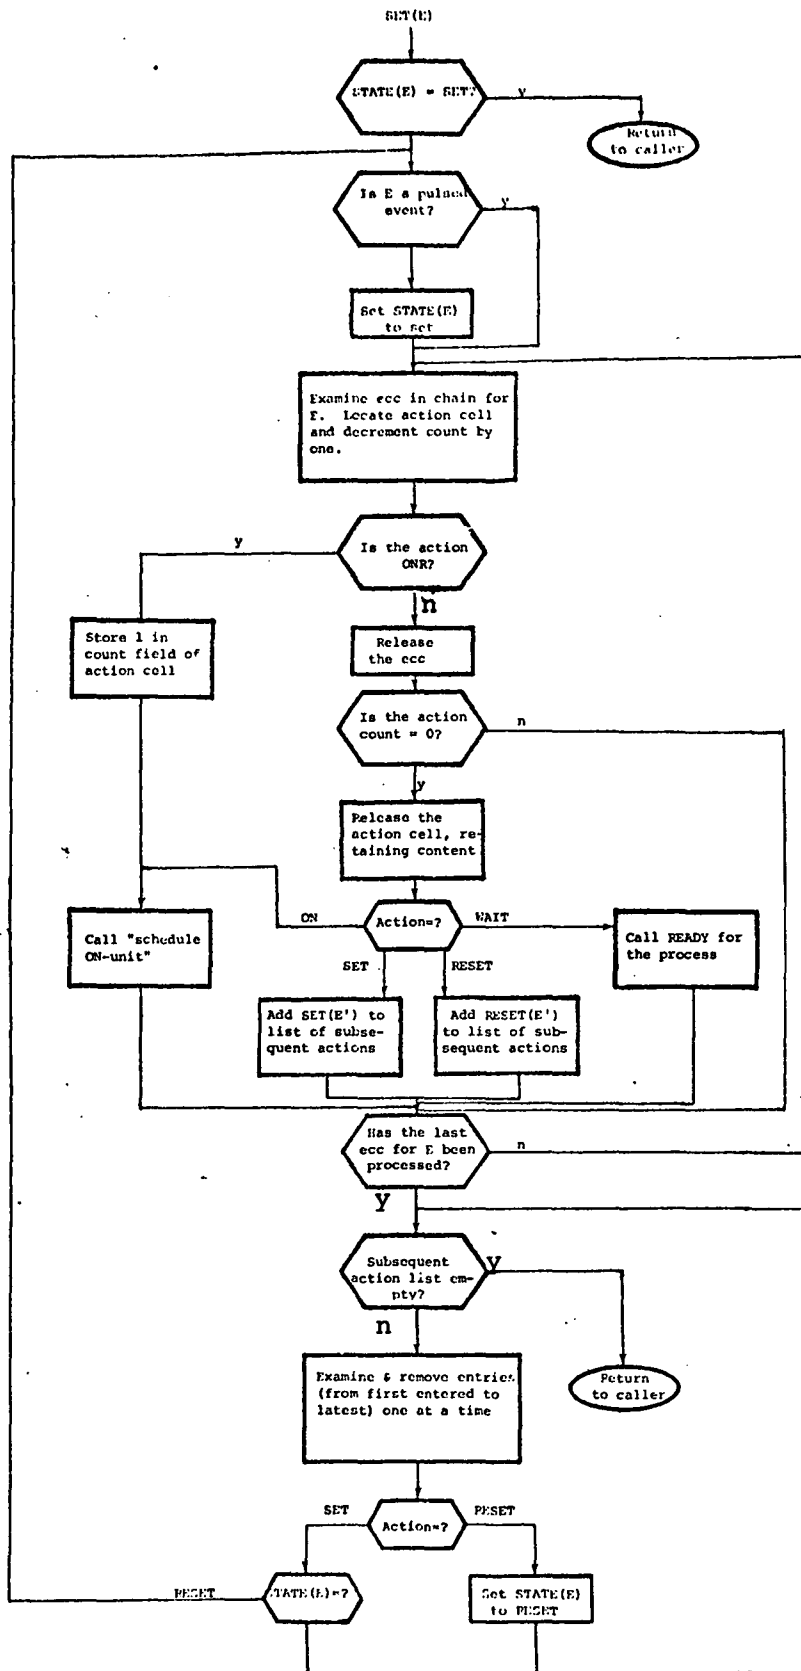 SET(E)
STATE(E) = SET?
y
Return
to caller
Is E a pulsed
event?
y
Set STATE(E)
to set
Examine ecc in chain for
E. Locate action cell
and decrement count by
one.
y
Is the action
ONR?
n
Store 1 in
count field of
action cell
Release
the ecc
Is the action
count = 0?
n
y
Release the
action cell, re-
taining content
ON
Action=?
WAIT
Call "schedule
ON-unit"
Call READY for
the process
SET
RESET
Add SET(E') to
list of subse-
quent actions
Add RESET(E')
to list of sub-
sequent actions
Has the last
ecc for E been
processed?
n
y
Subsequent
action list em-
pty?
y
n
Examine & remove entries
(from first entered to
latest) one at a time
Return
to caller
SET
Action=?
RESET
RESET
STATE(E)=?
Set STATE(E)
to RESET